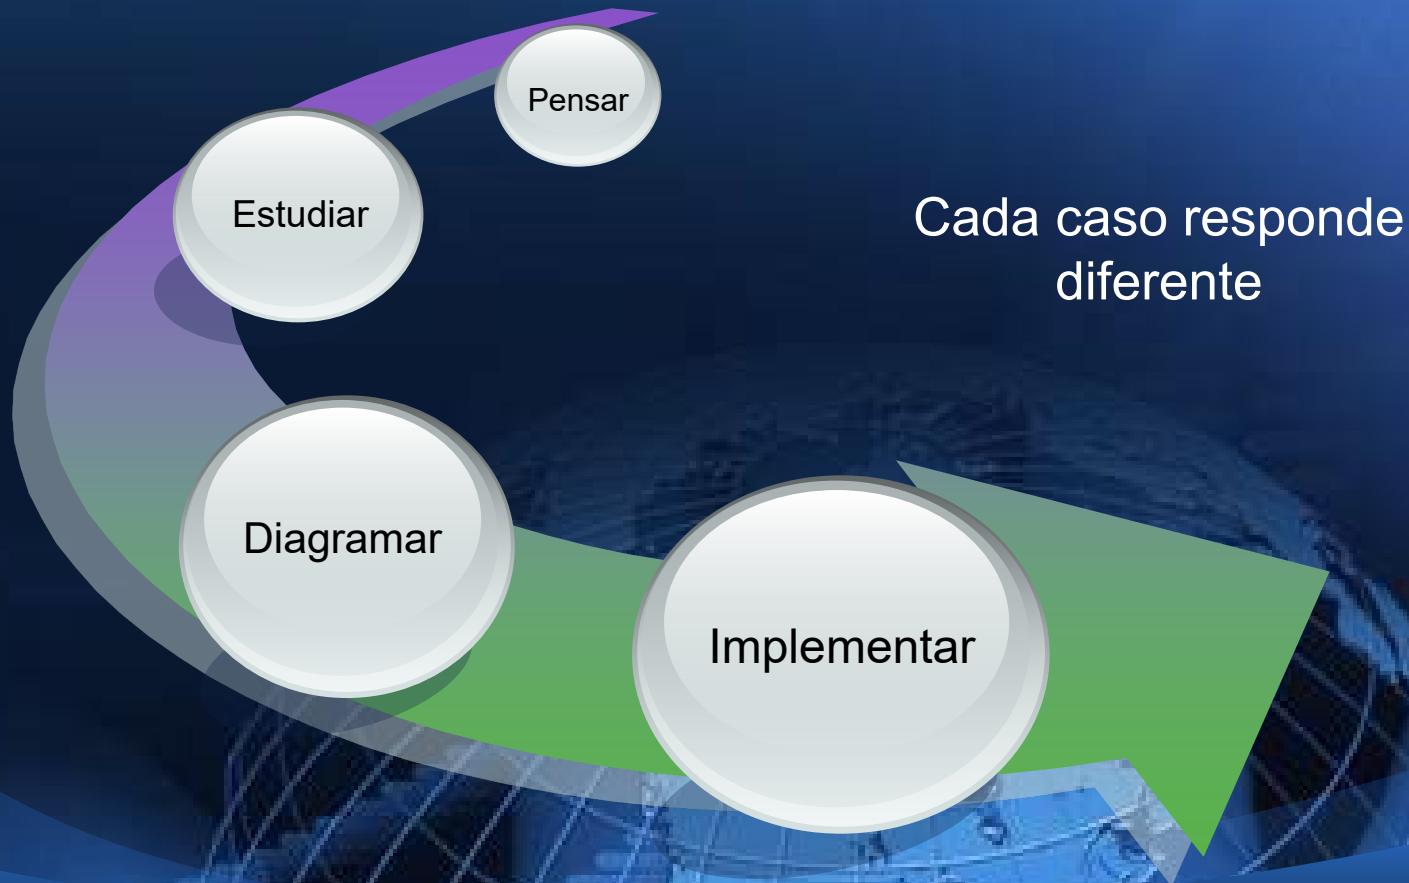 Pensar
Estudiar
Cada caso responde
diferente
Diagramar
Implementar